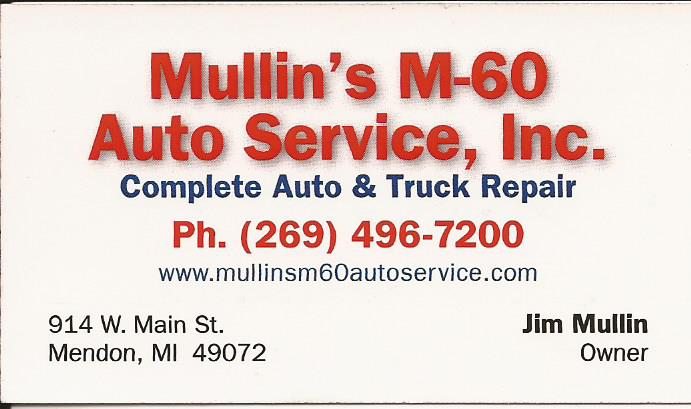 Mullin's M-60
Auto Service, Inc.
Complete Auto & Truck Repair
Ph. (269) 496-7200
www.mullinsm60autoservice.com
914 W. Main St.
Mendon, MI 49072
Jim Mullin
Owner